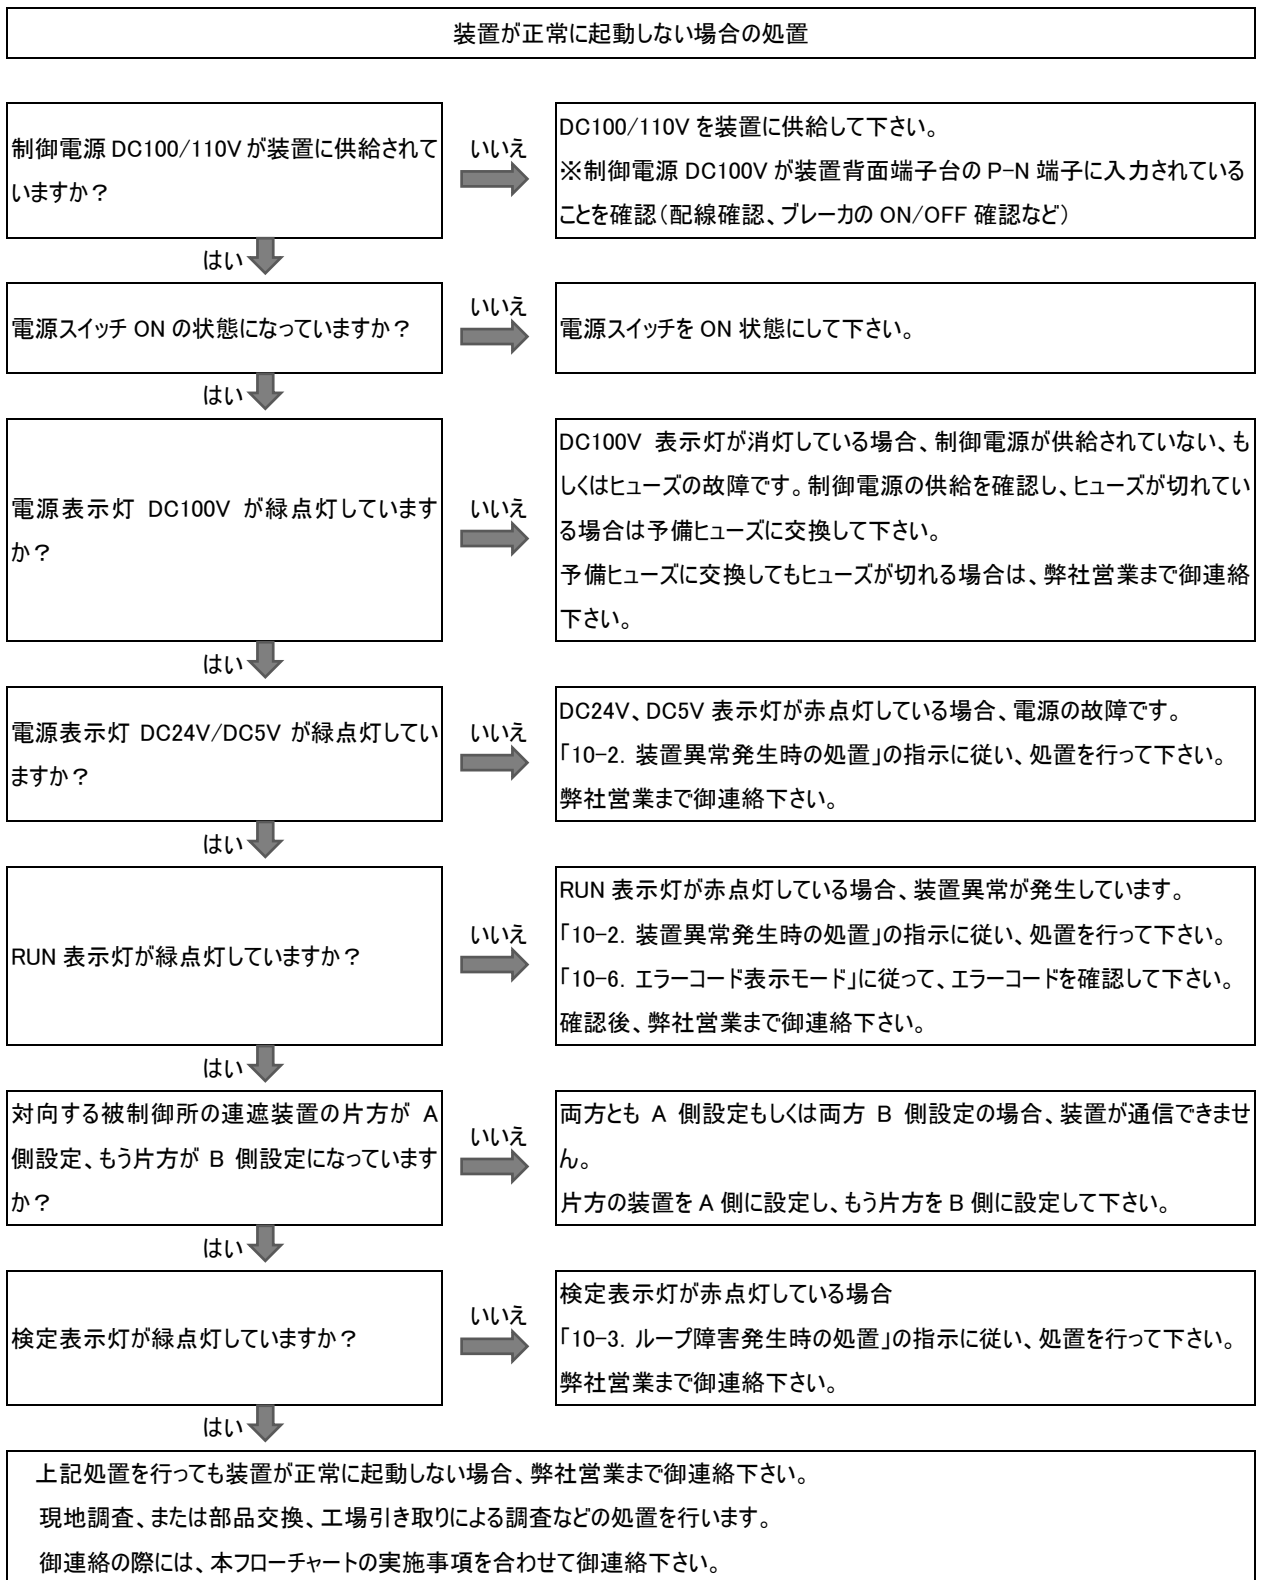 装置が正常に起動しない場合の処置
制御電源 DC100/110V が装置に供給されて
いますか？
いいえ
DC100/110V を装置に供給して下さい。
※制御電源 DC100V が装置背面端子台の P-N 端子に入力されている
ことを確認（配線確認、ブレーカの ON/OFF 確認など）
はい
電源スイッチ ON の状態になっていますか？
いいえ
電源スイッチを ON 状態にして下さい。
はい
電源表示灯 DC100V が緑点灯しています
か？
いいえ
DC100V 表示灯が消灯している場合、制御電源が供給されていない、も
しくはヒューズの故障です。制御電源の供給を確認し、ヒューズが切れてい
る場合は予備ヒューズに交換して下さい。
予備ヒューズに交換してもヒューズが切れる場合は、弊社営業まで御連絡
下さい。
はい
電源表示灯 DC24V/DC5V が緑点灯してい
ますか？
いいえ
DC24V、DC5V 表示灯が赤点灯している場合、電源の故障です。
「10-2．装置異常発生時の処置」の指示に従い、処置を行って下さい。
弊社営業まで御連絡下さい。
はい
RUN 表示灯が緑点灯していますか？
いいえ
RUN 表示灯が赤点灯している場合、装置異常が発生しています。
「10-2．装置異常発生時の処置」の指示に従い、処置を行って下さい。
「10-6．エラーコード表示モード」に従って、エラーコードを確認して下さい。
確認後、弊社営業まで御連絡下さい。
はい
対向する被制御所の連遮装置の片方が A
側設定、もう片方が B 側設定になっています
か？
いいえ
両方とも A 側設定もしくは両方 B 側設定の場合、装置が通信できませ
ん。
片方の装置を A 側に設定し、もう片方を B 側に設定して下さい。
はい
検定表示灯が緑点灯していますか？
いいえ
検定表示灯が赤点灯している場合
「10-3．ループ障害発生時の処置」の指示に従い、処置を行って下さい。
弊社営業まで御連絡下さい。
はい
上記処置を行っても装置が正常に起動しない場合、弊社営業まで御連絡下さい。
現地調査、または部品交換、工場引き取りによる調査などの処置を行います。
御連絡の際には、本フローチャートの実施事項を合わせて御連絡下さい。